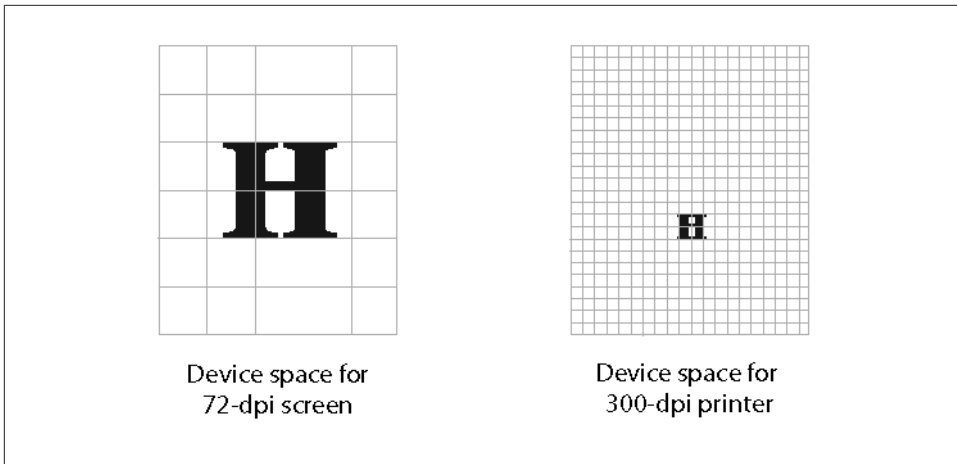 H
H
Device space for
72-dpi screen
Device space for
300-dpi printer